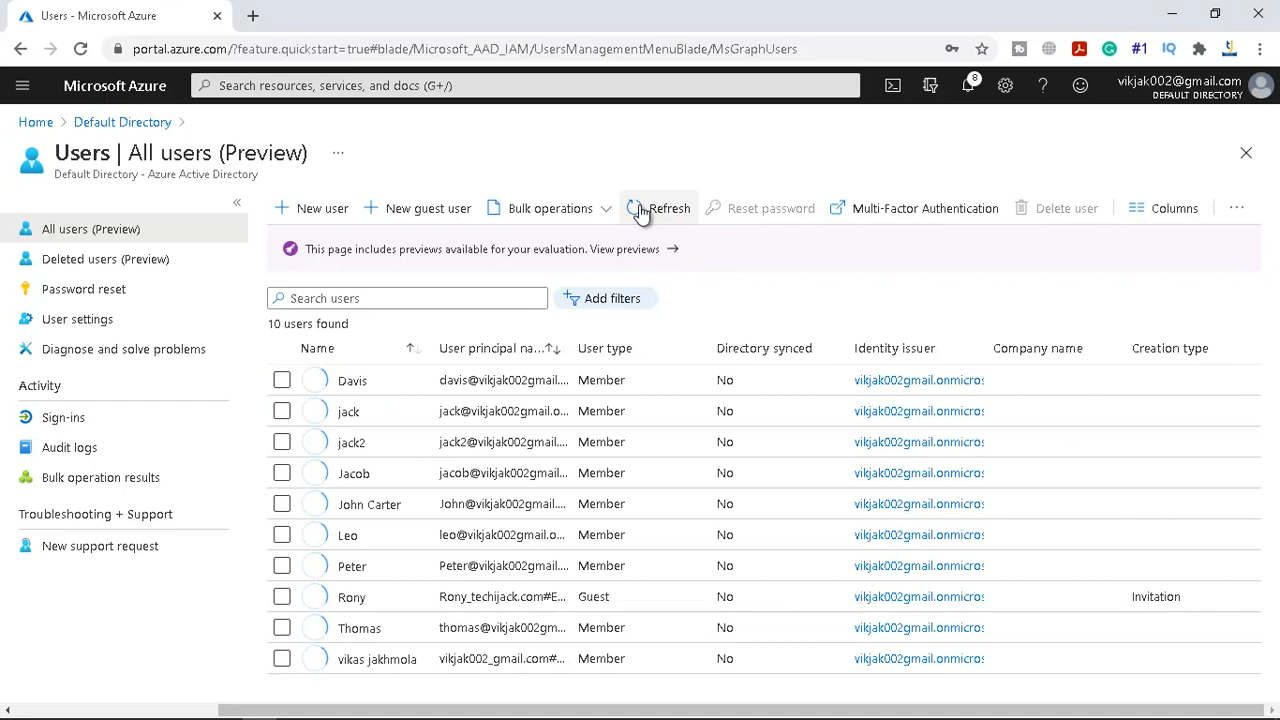 Users - Microsoft Azure
portal.azure.com/?feature.quickstart=true#blade/Microsoft_AAD_IAM/UsersManagementMenuBlade/MsGraphUsers
#1 IQ
Microsoft Azure
Search resources, services, and docs (G+/)
8
vikjak002@gmail.com
DEFAULT DIRECTORY
Home > Default Directory >
Users | All users (Preview) ...
Default Directory - Azure Active Directory
New user New guest user Bulk operations Refresh Reset password Multi-Factor Authentication Delete user Columns ...
All users (Preview)
Deleted users (Preview)
Password reset
User settings
Diagnose and solve problems
Activity
Sign-ins
Audit logs
Bulk operation results
Troubleshooting + Support
New support request
This page includes previews available for your evaluation. View previews →
Search users Add filters
10 users found
Name User principal na... User type Directory synced Identity issuer Company name Creation type
Davis davis@vikjak002gmail.... Member No vikjak002gmail.onmicros
jack jack@vikjak002gmail.o... Member No vikjak002gmail.onmicros
jack2 jack2@vikjak002gmail.... Member No vikjak002gmail.onmicros
Jacob jacob@vikjak002gmail.... Member No vikjak002gmail.onmicros
John Carter John@vikjak002gmail.... Member No vikjak002gmail.onmicros
Leo leo@vikjak002gmail.o... Member No vikjak002gmail.onmicros
Peter Peter@vikjak002gmail.... Member No vikjak002gmail.onmicros
Rony Rony_techijack.com#E... Guest No vikjak002gmail.onmicros Invitation
Thomas thomas@vikjak002gm... Member No vikjak002gmail.onmicros
vikas jakhmola vikjak002_gmail.com#... Member No vikjak002gmail.onmicros